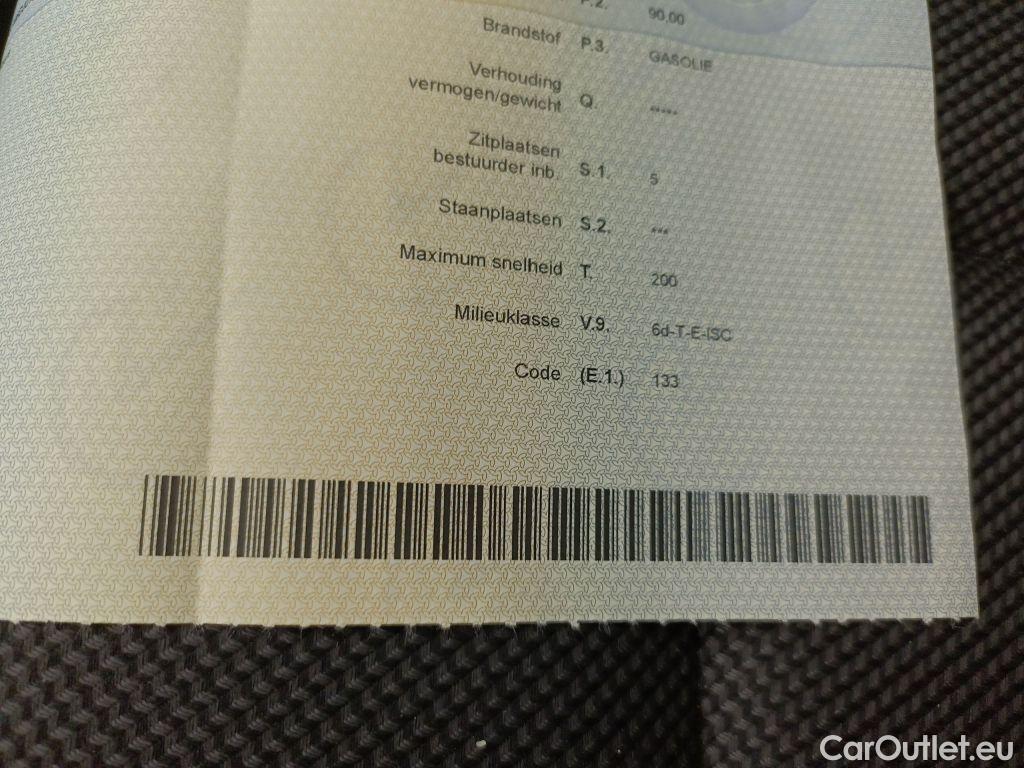 P.2. 90,00
Brandstof P.3. GASOLIE
Verhouding
vermogen/gewicht Q. -----
Zitplaatsen
bestuurder inb. S.1. 5
Staanplaatsen S.2. ---
Maximum snelheid T. 200
Milieuklasse V.9. 6d-T-E-ISC
Code (E.1.) 133
CarOutlet.eu